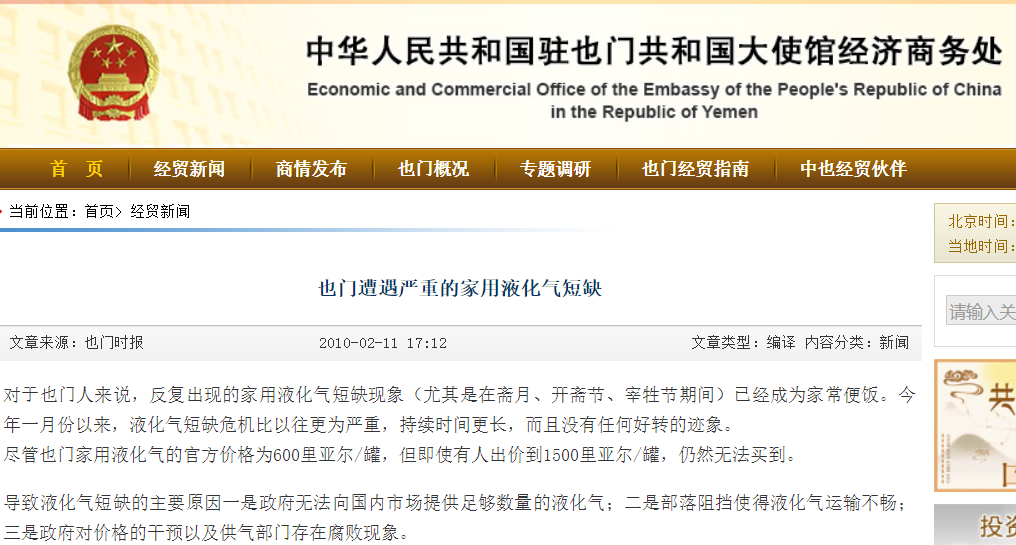 中华人民共和国驻也门共和国大使馆经济商务处
Economic and Commercial Office of the Embassy of the People's Republic of China
in the Republic of Yemen
首 页 经贸新闻 商情发布 也门概况 专题调研 也门经贸指南 中也经贸伙伴
当前位置：首页> 经贸新闻
北京时间：
当地时间：
也门遭遇严重的家用液化气短缺
请输入关
文章来源：也门时报 2010-02-11 17:12 文章类型：编译 内容分类：新闻
对于也门人来说，反复出现的家用液化气短缺现象（尤其是在斋月、开斋节、宰牲节期间）已经成为家常便饭。今
年一月份以来，液化气短缺危机比以往更为严重，持续时间更长，而且没有任何好转的迹象。
尽管也门家用液化气的官方价格为600里亚尔/罐，但即使有人出价到1500里亚尔/罐，仍然无法买到。
导致液化气短缺的主要原因一是政府无法向国内市场提供足够数量的液化气；二是部落阻挡使得液化气运输不畅；
三是政府对价格的干预以及供气部门存在腐败现象。
共
投资